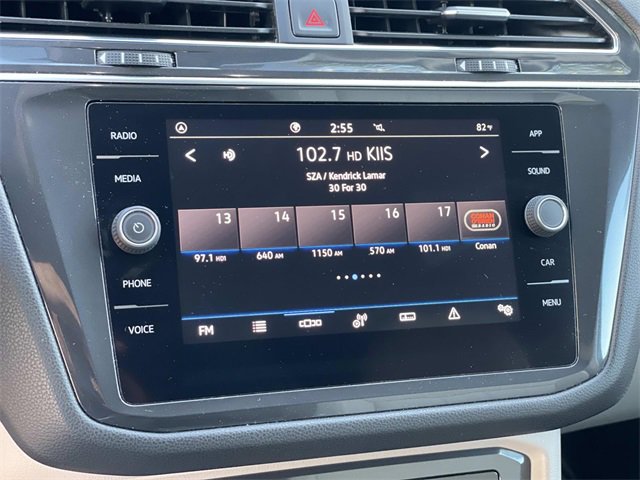 RADIO
MEDIA
PHONE
VOICE
2:55
82°F
102.7 HD KIIS
SZA / Kendrick Lamar
30 For 30
13 14 15 16 17
97.1 HD1 640 AM 1150 AM 570 AM 101.1 HD1 Conan
CONAN
RADIO
FM
APP
SOUND
CAR
MENU